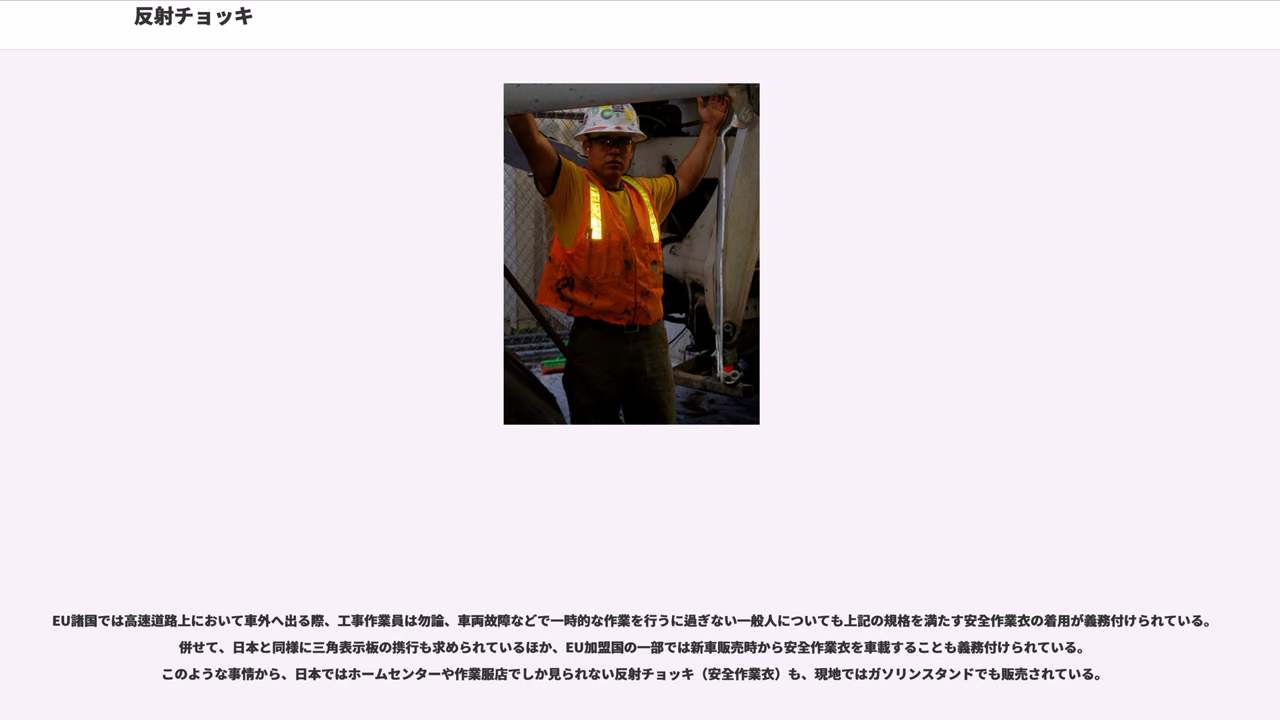 反射チョッキ
EU諸国では高速道路上において車外へ出る際、工事作業員は勿論、車両故障などで一時的な作業を行うに過ぎない一般人についても上記の規格を満たす安全作業衣の着用が義務付けられている。
併せて、日本と同様に三角表示板の携行も求められているほか、EU加盟国の一部では新車販売時から安全作業衣を車載することも義務付けられている。
このような事情から、日本ではホームセンターや作業服店でしか見られない反射チョッキ（安全作業衣）も、現地ではガソリンスタンドでも販売されている。